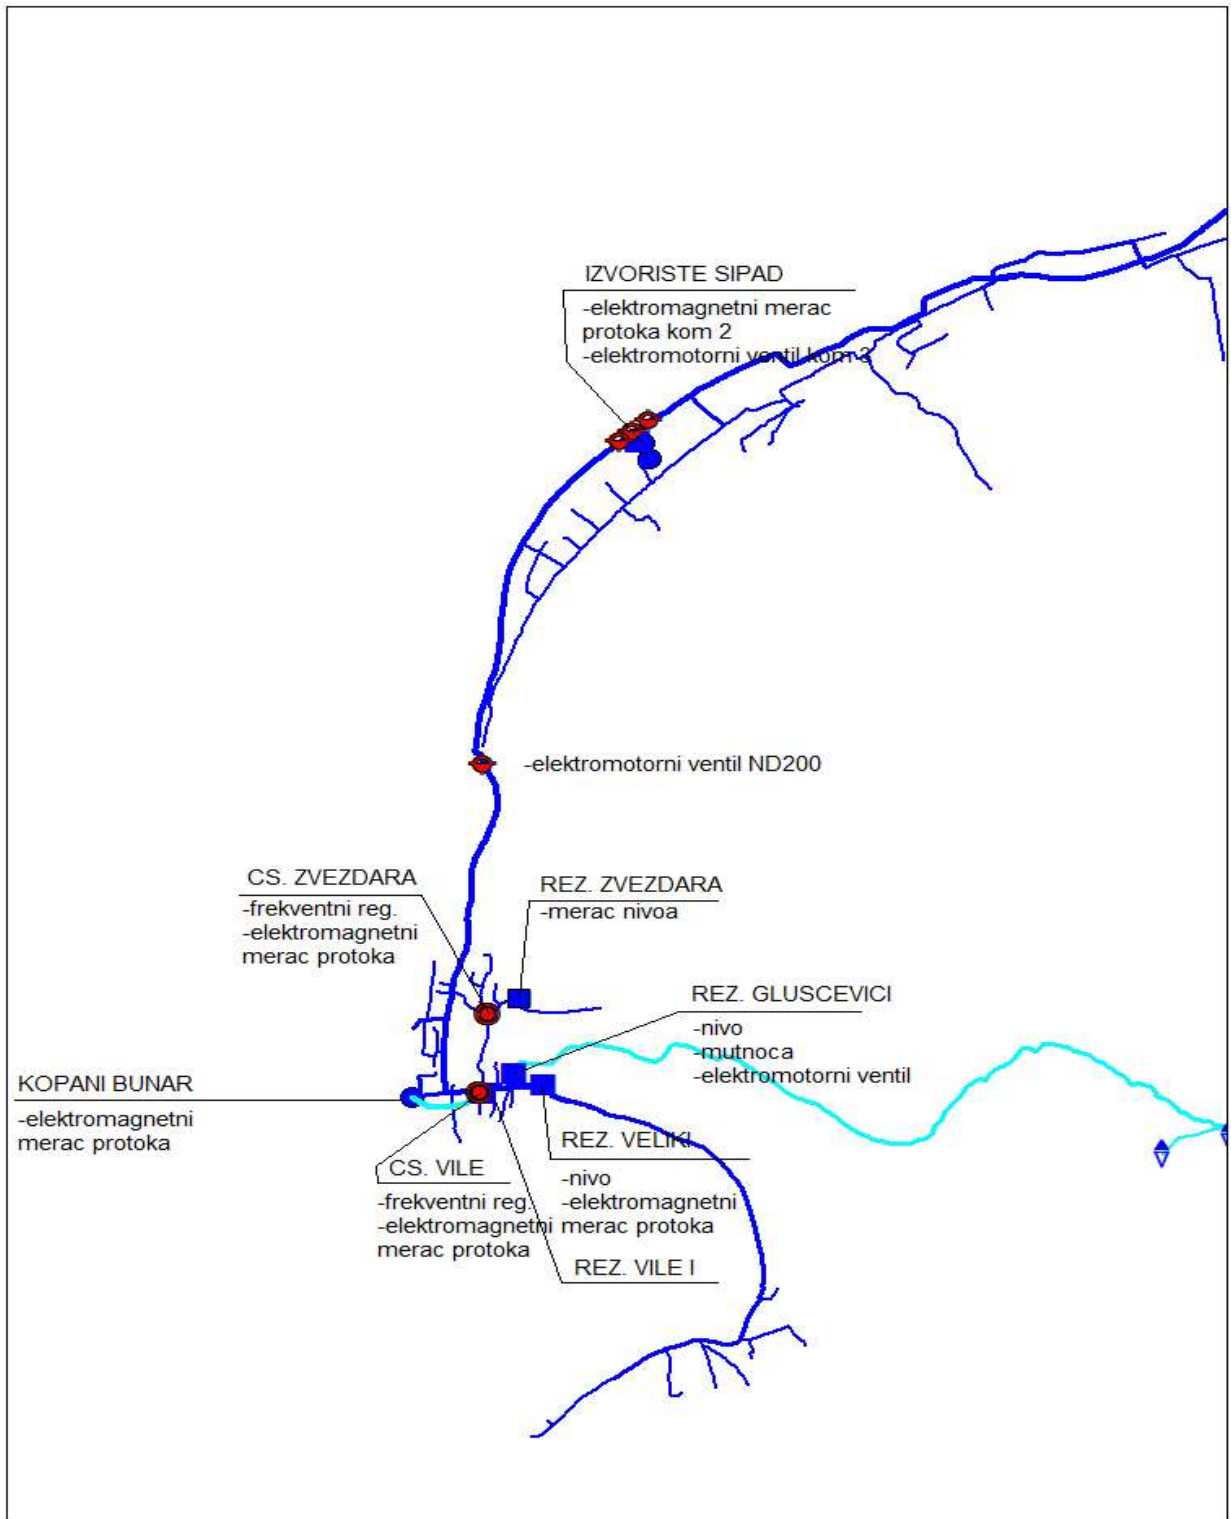 IZVORISTE SIPAD
-elektromagnetni merac
protoka kom 2
-elektromotorni ventil kom 3
-elektromotorni ventil ND200
CS. ZVEZDARA
-frekventni reg.
-elektromagnetni
merac protoka
REZ. ZVEZDARA
-merac nivoa
REZ. GLUSCEVICI
-nivo
-mutnoca
-elektromotorni ventil
KOPANI BUNAR
-elektromagnetni
merac protoka
REZ. VELIKI
-nivo
-elektromagnetni
merac protoka
CS. VILE
-frekventni reg.
-elektromagnetni
merac protoka
REZ. VILE I